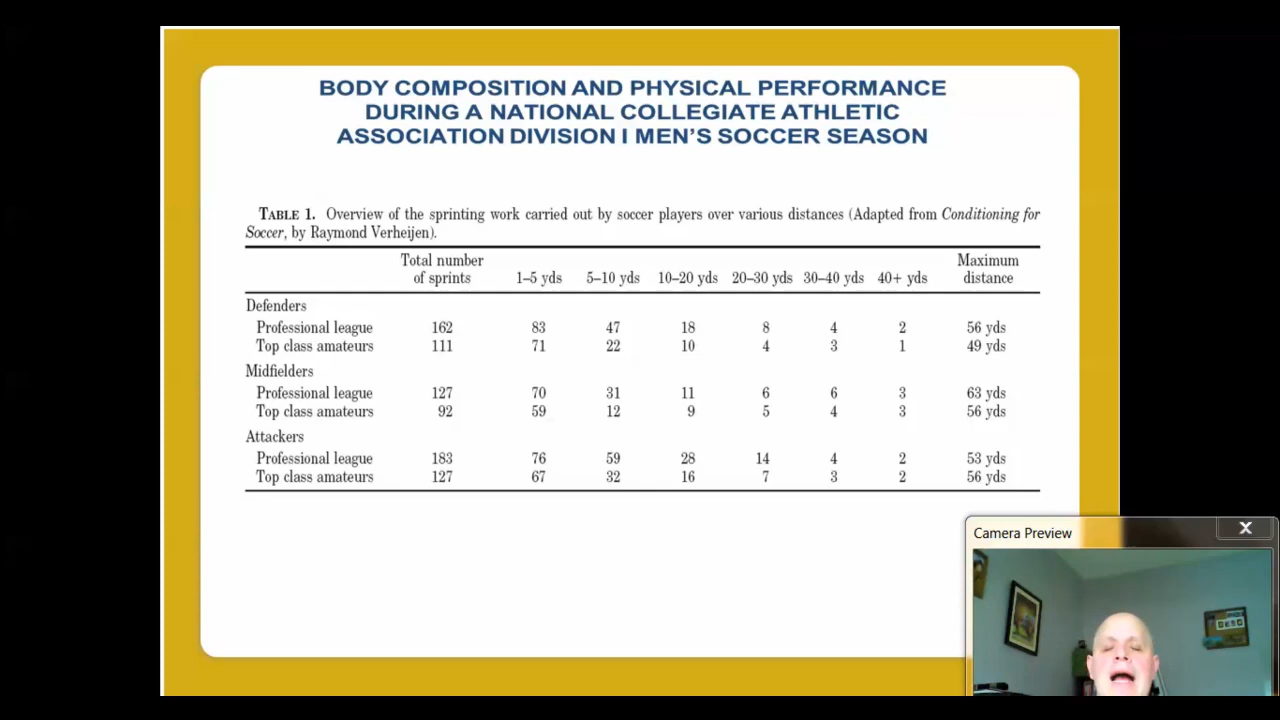 BODY COMPOSITION AND PHYSICAL PERFORMANCE
DURING A NATIONAL COLLEGIATE ATHLETIC
ASSOCIATION DIVISION I MEN'S SOCCER SEASON
TABLE 1. Overview of the sprinting work carried out by soccer players over various distances (Adapted from Conditioning for
Soccer, by Raymond Verheijen).
Total number of sprints 1–5 yds 5–10 yds 10–20 yds 20–30 yds 30–40 yds 40+ yds Maximum distance
Defenders
Professional league 162 83 47 18 8 4 2 56 yds
Top class amateurs 111 71 22 10 4 3 1 49 yds
Midfielders
Professional league 127 70 31 11 6 6 3 63 yds
Top class amateurs 92 59 12 9 5 4 3 56 yds
Attackers
Professional league 183 76 59 28 14 4 2 53 yds
Top class amateurs 127 67 32 16 7 3 2 56 yds
Camera Preview